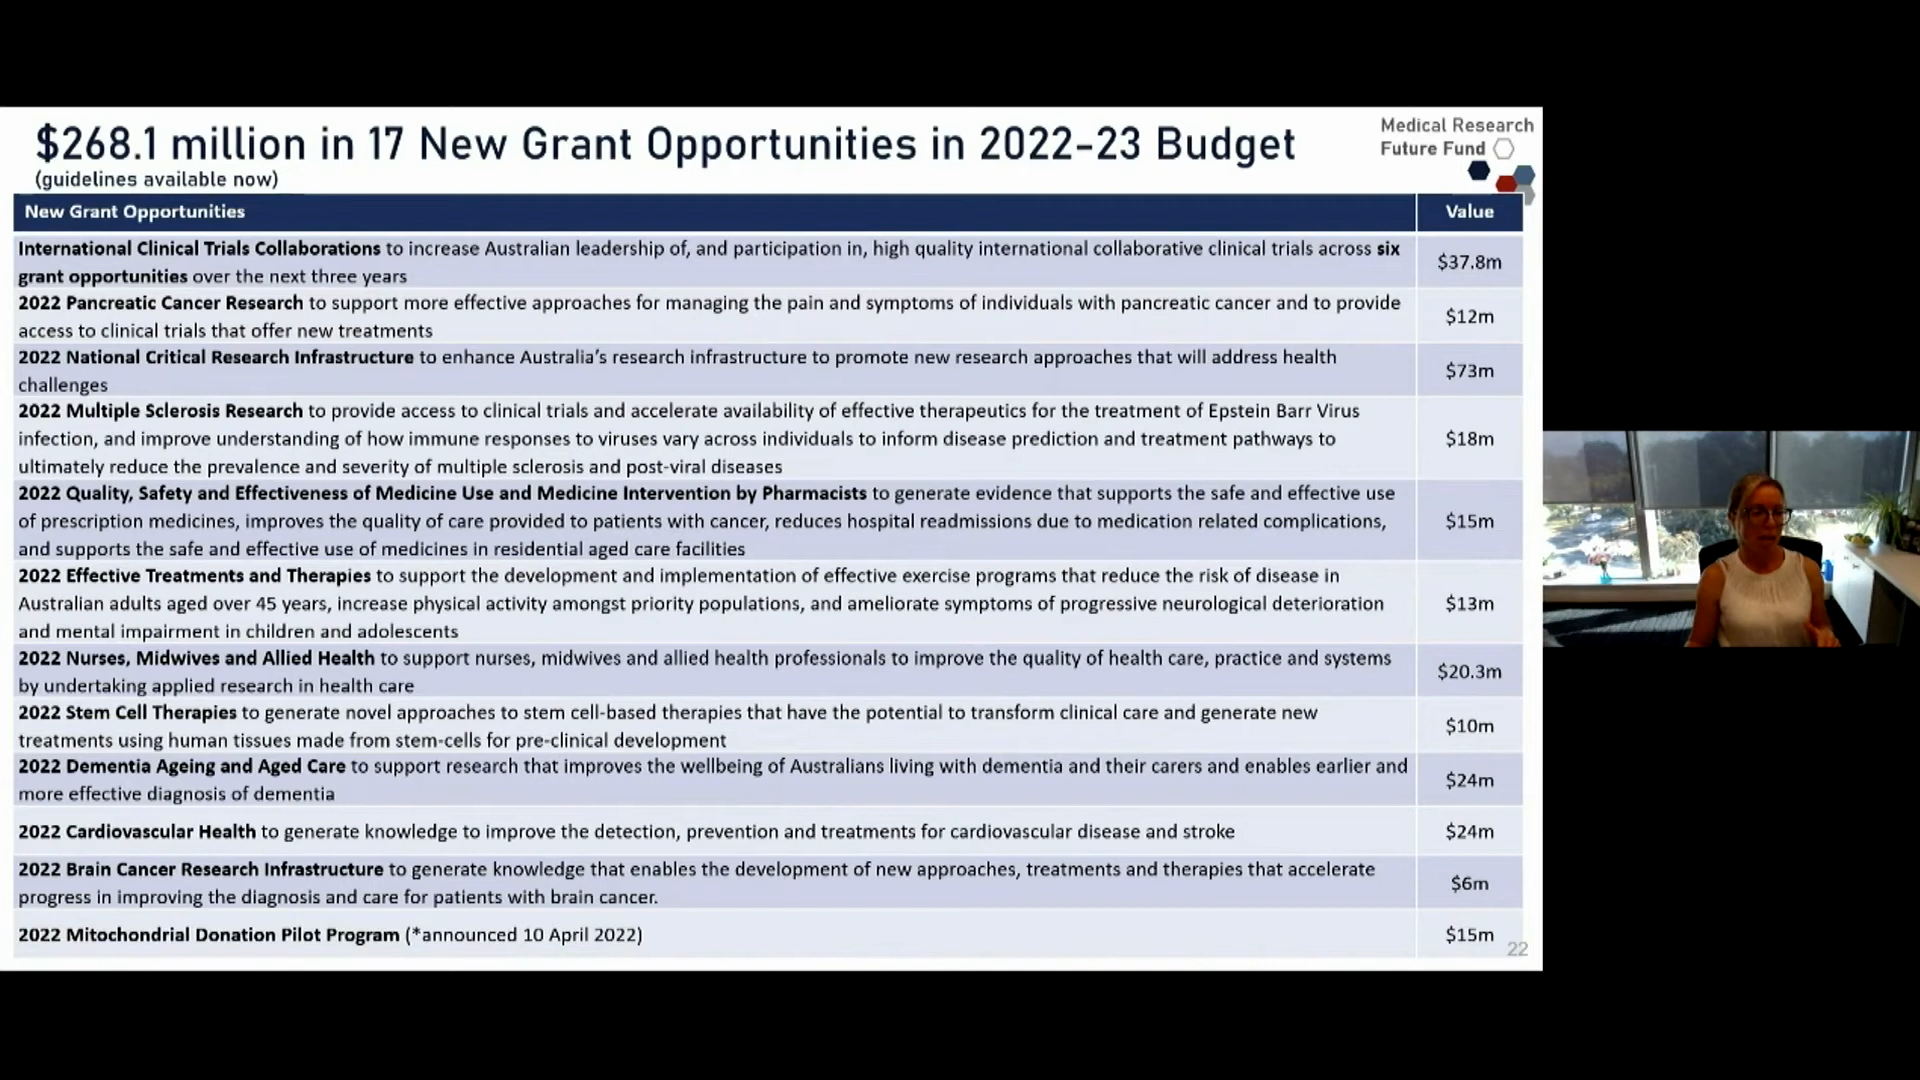 $268.1 million in 17 New Grant Opportunities in 2022-23 Budget
(guidelines available now)
Medical Research
Future Fund
New Grant Opportunities
Value
International Clinical Trials Collaborations to increase Australian leadership of, and participation in, high quality international collaborative clinical trials across six
grant opportunities over the next three years
$37.8m
2022 Pancreatic Cancer Research to support more effective approaches for managing the pain and symptoms of individuals with pancreatic cancer and to provide
access to clinical trials that offer new treatments
$12m
2022 National Critical Research Infrastructure to enhance Australia's research infrastructure to promote new research approaches that will address health
challenges
$73m
2022 Multiple Sclerosis Research to provide access to clinical trials and accelerate availability of effective therapeutics for the treatment of Epstein Barr Virus
infection, and improve understanding of how immune responses to viruses vary across individuals to inform disease prediction and treatment pathways to
ultimately reduce the prevalence and severity of multiple sclerosis and post-viral diseases
$18m
2022 Quality, Safety and Effectiveness of Medicine Use and Medicine Intervention by Pharmacists to generate evidence that supports the safe and effective use
of prescription medicines, improves the quality of care provided to patients with cancer, reduces hospital readmissions due to medication related complications,
and supports the safe and effective use of medicines in residential aged care facilities
$15m
2022 Effective Treatments and Therapies to support the development and implementation of effective exercise programs that reduce the risk of disease in
Australian adults aged over 45 years, increase physical activity amongst priority populations, and ameliorate symptoms of progressive neurological deterioration
and mental impairment in children and adolescents
$13m
2022 Nurses, Midwives and Allied Health to support nurses, midwives and allied health professionals to improve the quality of health care, practice and systems
by undertaking applied research in health care
$20.3m
2022 Stem Cell Therapies to generate novel approaches to stem cell-based therapies that have the potential to transform clinical care and generate new
treatments using human tissues made from stem-cells for pre-clinical development
$10m
2022 Dementia Ageing and Aged Care to support research that improves the wellbeing of Australians living with dementia and their carers and enables earlier and
more effective diagnosis of dementia
$24m
2022 Cardiovascular Health to generate knowledge to improve the detection, prevention and treatments for cardiovascular disease and stroke
$24m
2022 Brain Cancer Research Infrastructure to generate knowledge that enables the development of new approaches, treatments and therapies that accelerate
progress in improving the diagnosis and care for patients with brain cancer.
$6m
2022 Mitochondrial Donation Pilot Program (*announced 10 April 2022)
$15m
22